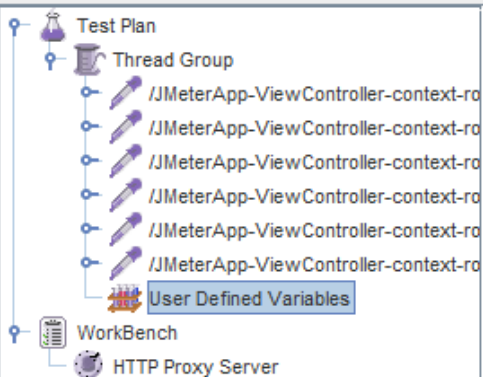 Test Plan
Thread Group
/JMeterApp-ViewController-context-ro
/JMeterApp-ViewController-context-ro
/JMeterApp-ViewController-context-ro
/JMeterApp-ViewController-context-ro
/JMeterApp-ViewController-context-ro
/JMeterApp-ViewController-context-ro
User Defined Variables
WorkBench
HTTP Proxy Server